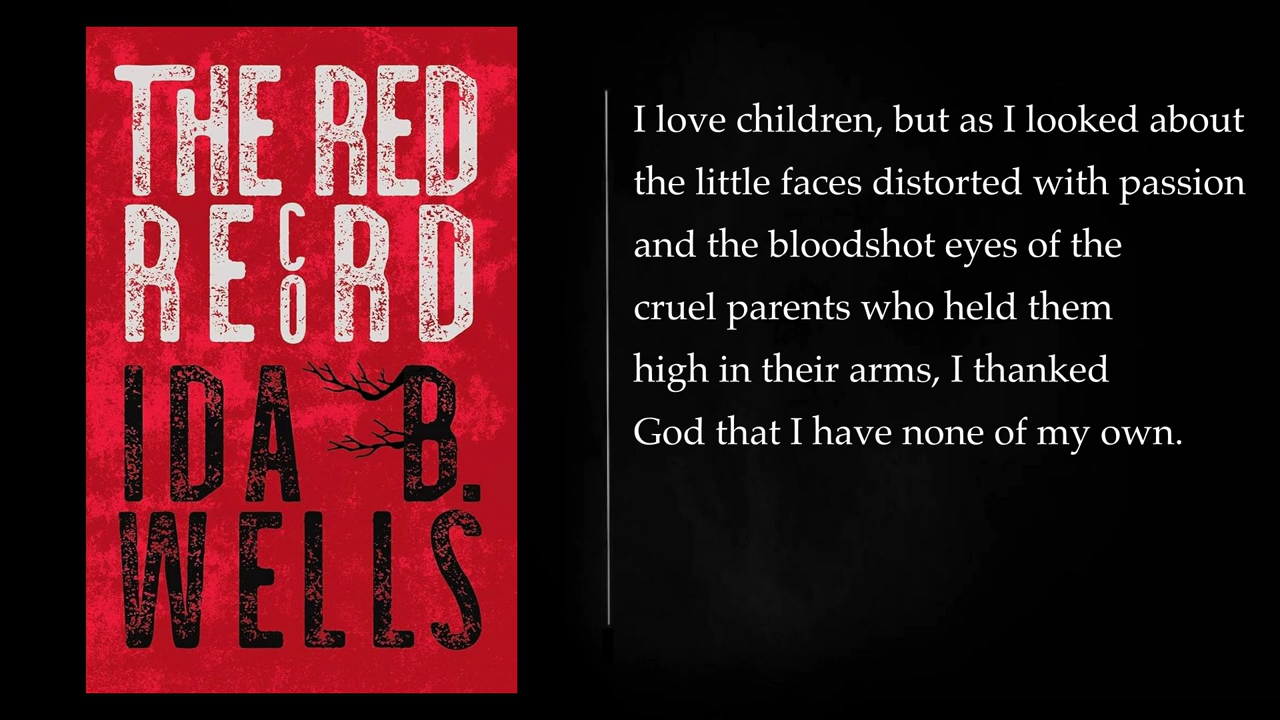 THE RED
RECORD
IDA B.
WELLS
I love children, but as I looked about
the little faces distorted with passion
and the bloodshot eyes of the
cruel parents who held them
high in their arms, I thanked
God that I have none of my own.